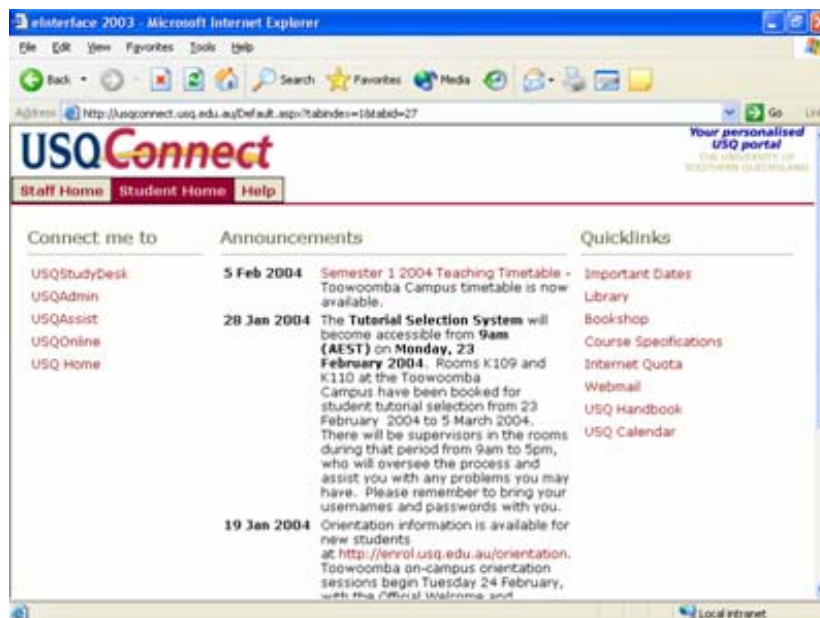 eInterface 2003 - Microsoft Internet Explorer
File Edit View Favorites Tools Help
Back Search Favorites Media
Address http://usqconnect.usq.edu.au/Default.aspx?tabindex=1&tabid=27 Go
USQConnect
Your personalised
USQ portal
THE UNIVERSITY OF
SOUTHERN QUEENSLAND
Staff Home Student Home Help
Connect me to
USQStudyDesk
USQAdmin
USQAssist
USQOnline
USQ Home
Announcements
5 Feb 2004 Semester 1 2004 Teaching Timetable -
Toowoomba Campus timetable is now
available.
28 Jan 2004 The Tutorial Selection System will
become accessible from 9am
(AEST) on Monday, 23
February 2004. Rooms K109 and
K110 at the Toowoomba
Campus have been booked for
student tutorial selection from 23
February 2004 to 5 March 2004.
There will be supervisors in the rooms
during that period from 9am to 5pm,
who will oversee the process and
assist you with any problems you may
have. Please remember to bring your
usernames and passwords with you.
19 Jan 2004 Orientation information is available for
new students
at http://enrol.usq.edu.au/orientation.
Toowoomba on-campus orientation
sessions begin Tuesday 24 February,
with the Official Welcome and
Quicklinks
Important Dates
Library
Bookshop
Course Specifications
Internet Quota
Webmail
USQ Handbook
USQ Calendar
Local intranet